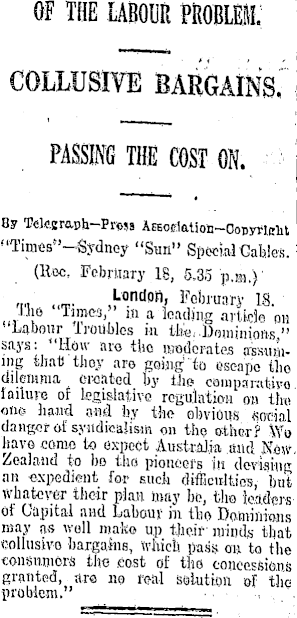 OF THE LABOUR PROBLEM.
COLLUSIVE BARGAINS.
PASSING THE COST ON.
By Telegraph—Press Association—Copyright
"Times"—Sydney "Sun" Special Cables.
(Rec. February 18, 5.35 p.m.)
London, February 18.
The "Times," in a leading article on
"Labour Troubles in the Dominions,"
says: "How are the moderates assum-
ing that they are going to escape the
dilemma created by the comparative
failure of legislative regulation on the
one hand and by the obvious social
danger of syndicalism on the other? We
have come to expect Australia and New
Zealand to be the pioneers in devising
an expedient for such difficulties, but
whatever their plan may be, the leaders
of Capital and Labour in the Dominions
may as well make up their minds that
collusive bargains, which pass on to the
consumers the cost of the concessions
granted, are no real solution of the
problem."